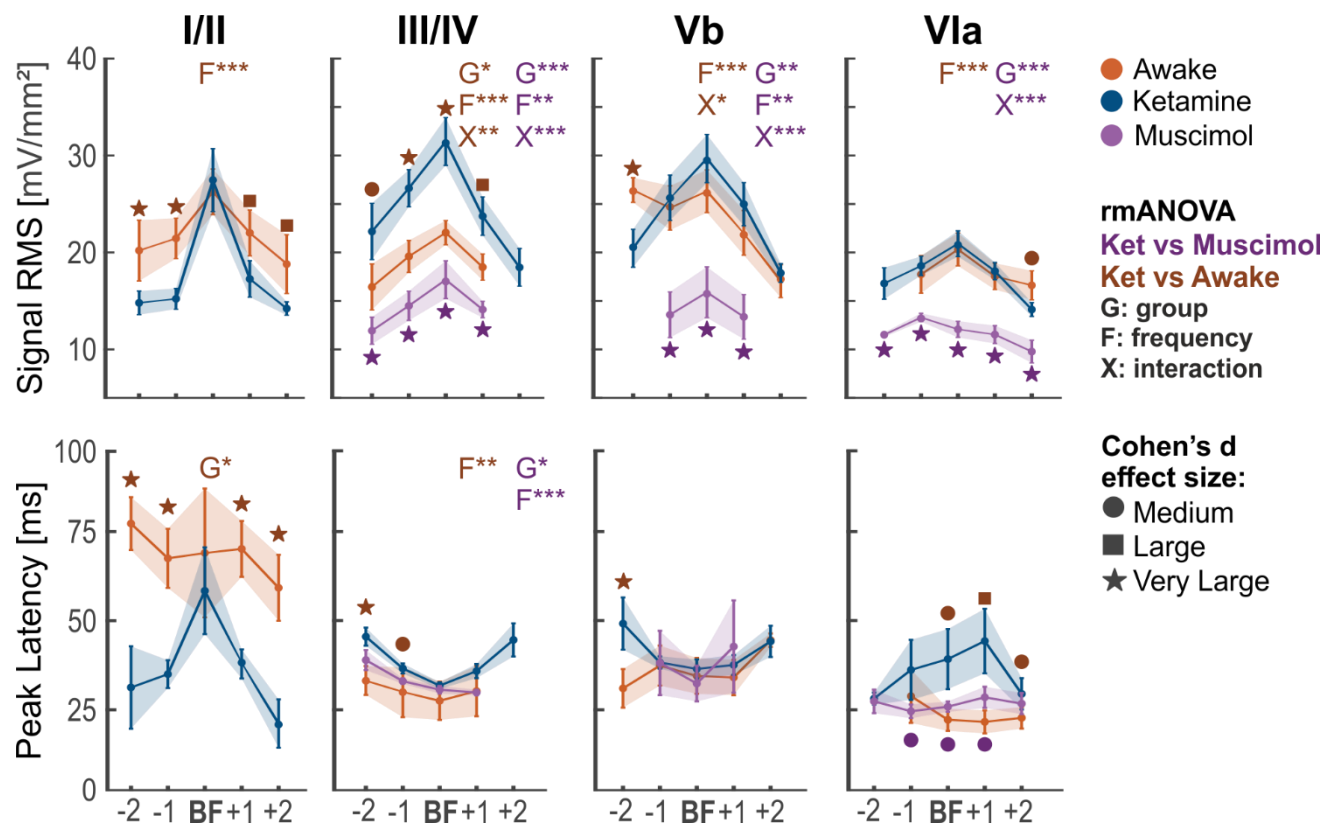 I/II III/IV Vb VIa
Signal RMS [mV/mm²]
40
30
20
10
F***
G* G***
F*** F**
X** X***
F*** G**
X* F**
X***
F*** G***
X***
Awake
Ketamine
Muscimol
rmANOVA
Ket vs Muscimol
Ket vs Awake
G: group
F: frequency
X: interaction
Peak Latency [ms]
100
75
50
25
0
G*
F** G*
F***
Cohen's d
effect size:
Medium
Large
Very Large
-2 -1 BF +1 +2 -2 -1 BF +1 +2 -2 -1 BF +1 +2 -2 -1 BF +1 +2